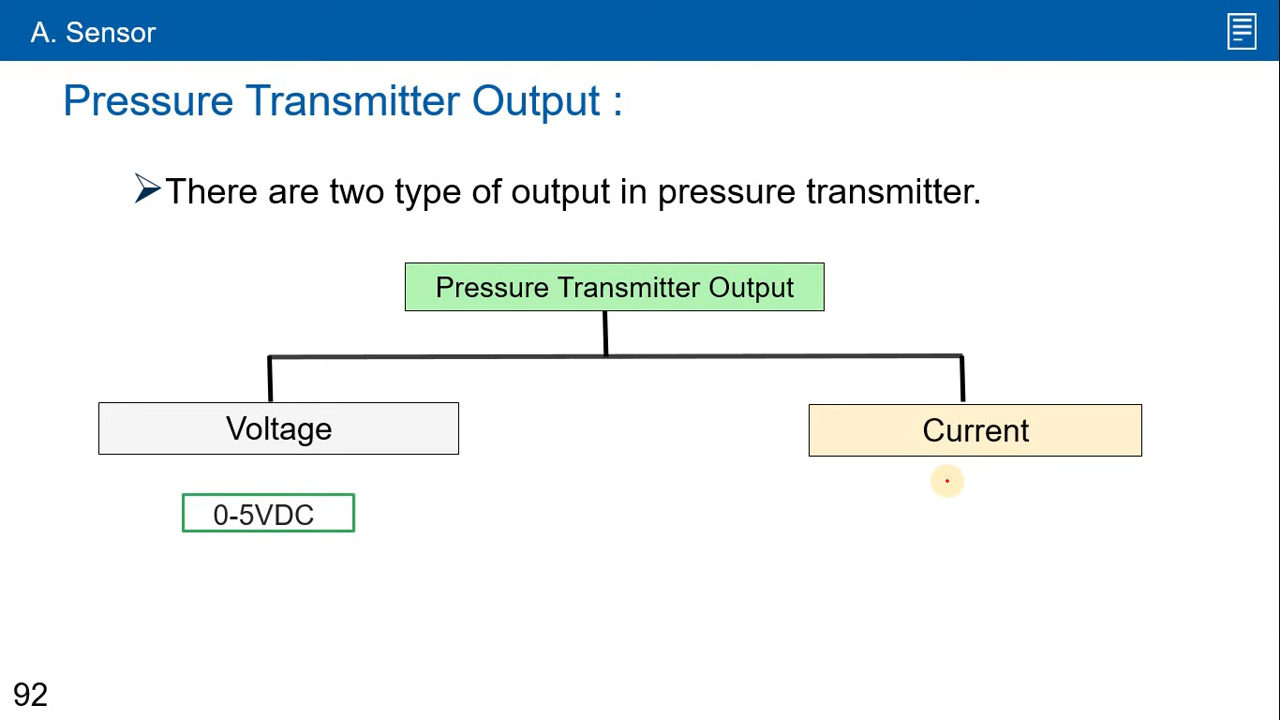 A. Sensor
Pressure Transmitter Output :
There are two type of output in pressure transmitter.
Pressure Transmitter Output
Voltage
Current
0-5VDC
92